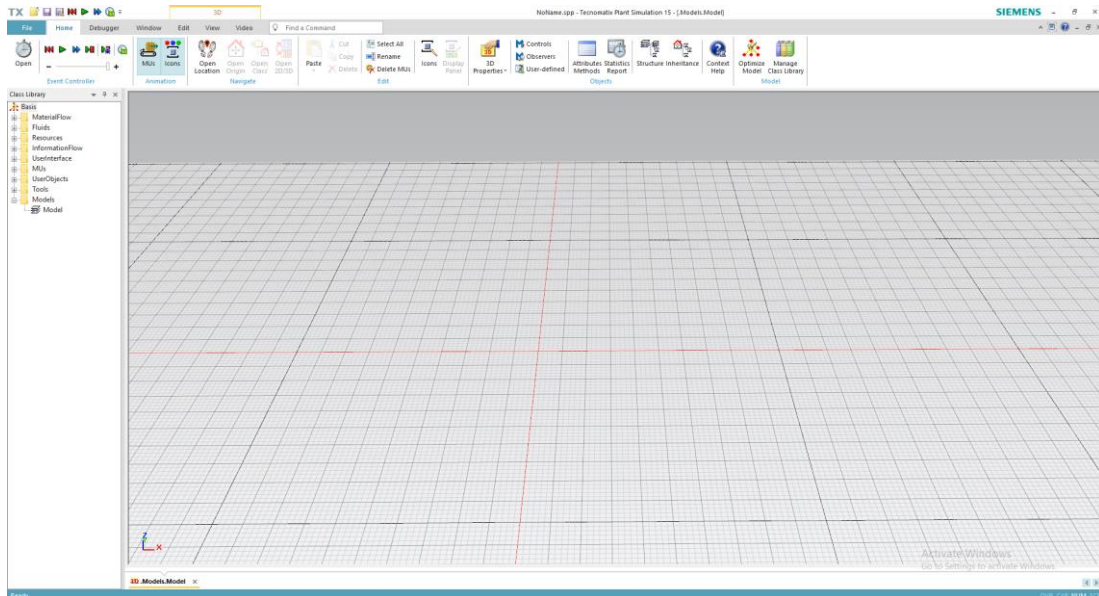 TX
3D
NoName.spp - Tecnomatix Plant Simulation 15 - [.Models.Model]
SIEMENS
File Home Debugger Window Edit View Video Find a Command
Open
MUs Icons
Open Location
Open Origin
Open Class
Open 2D/3D
Paste
Cut
Copy
Delete
Select All
Rename
Delete MUs
Icons
Display Panel
3D Properties
Controls
Observers
User-defined
Attributes Methods
Statistics Report
Structure Inheritance
Context Help
Optimize Model
Manage Class Library
Event Controller Animation Navigate Edit Objects Model
Class Library
Basis
MaterialFlow
Fluids
Resources
InformationFlow
UserInterface
MUs
UserObjects
Tools
Models
Model
Z
X
Activate Windows
Go to Settings to activate Windows.
3D .Models.Model
Ready